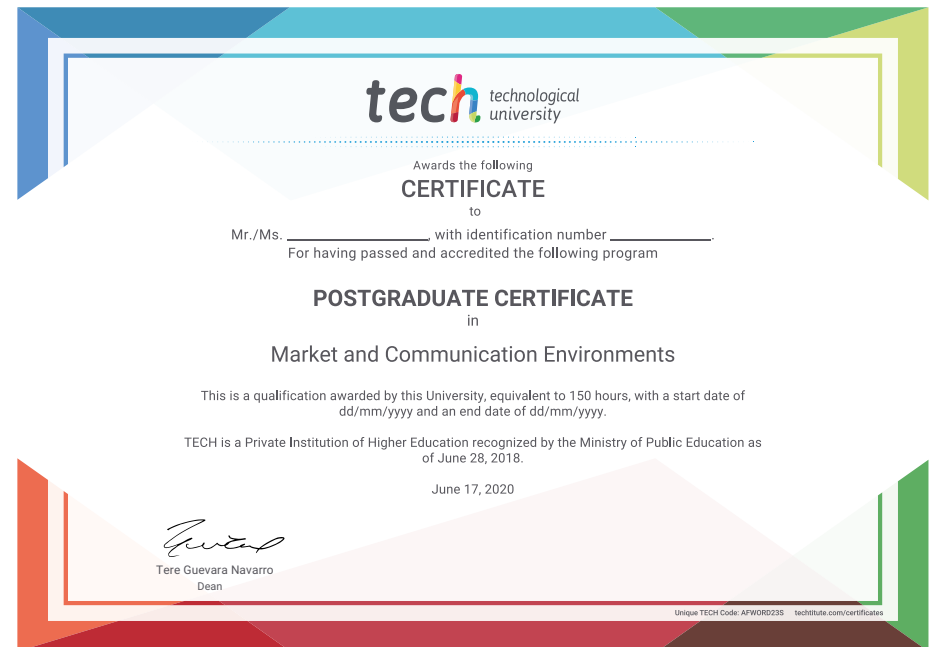 tech technological
university
Awards the following
CERTIFICATE
to
Mr./Ms. ____________________, with identification number ______________.
For having passed and accredited the following program
POSTGRADUATE CERTIFICATE
in
Market and Communication Environments
This is a qualification awarded by this University, equivalent to 150 hours, with a start date of
dd/mm/yyyy and an end date of dd/mm/yyyy.
TECH is a Private Institution of Higher Education recognized by the Ministry of Public Education as
of June 28, 2018.
June 17, 2020
Tere Guevara Navarro
Dean
Unique TECH Code: AFWORD23S techtitute.com/certificates